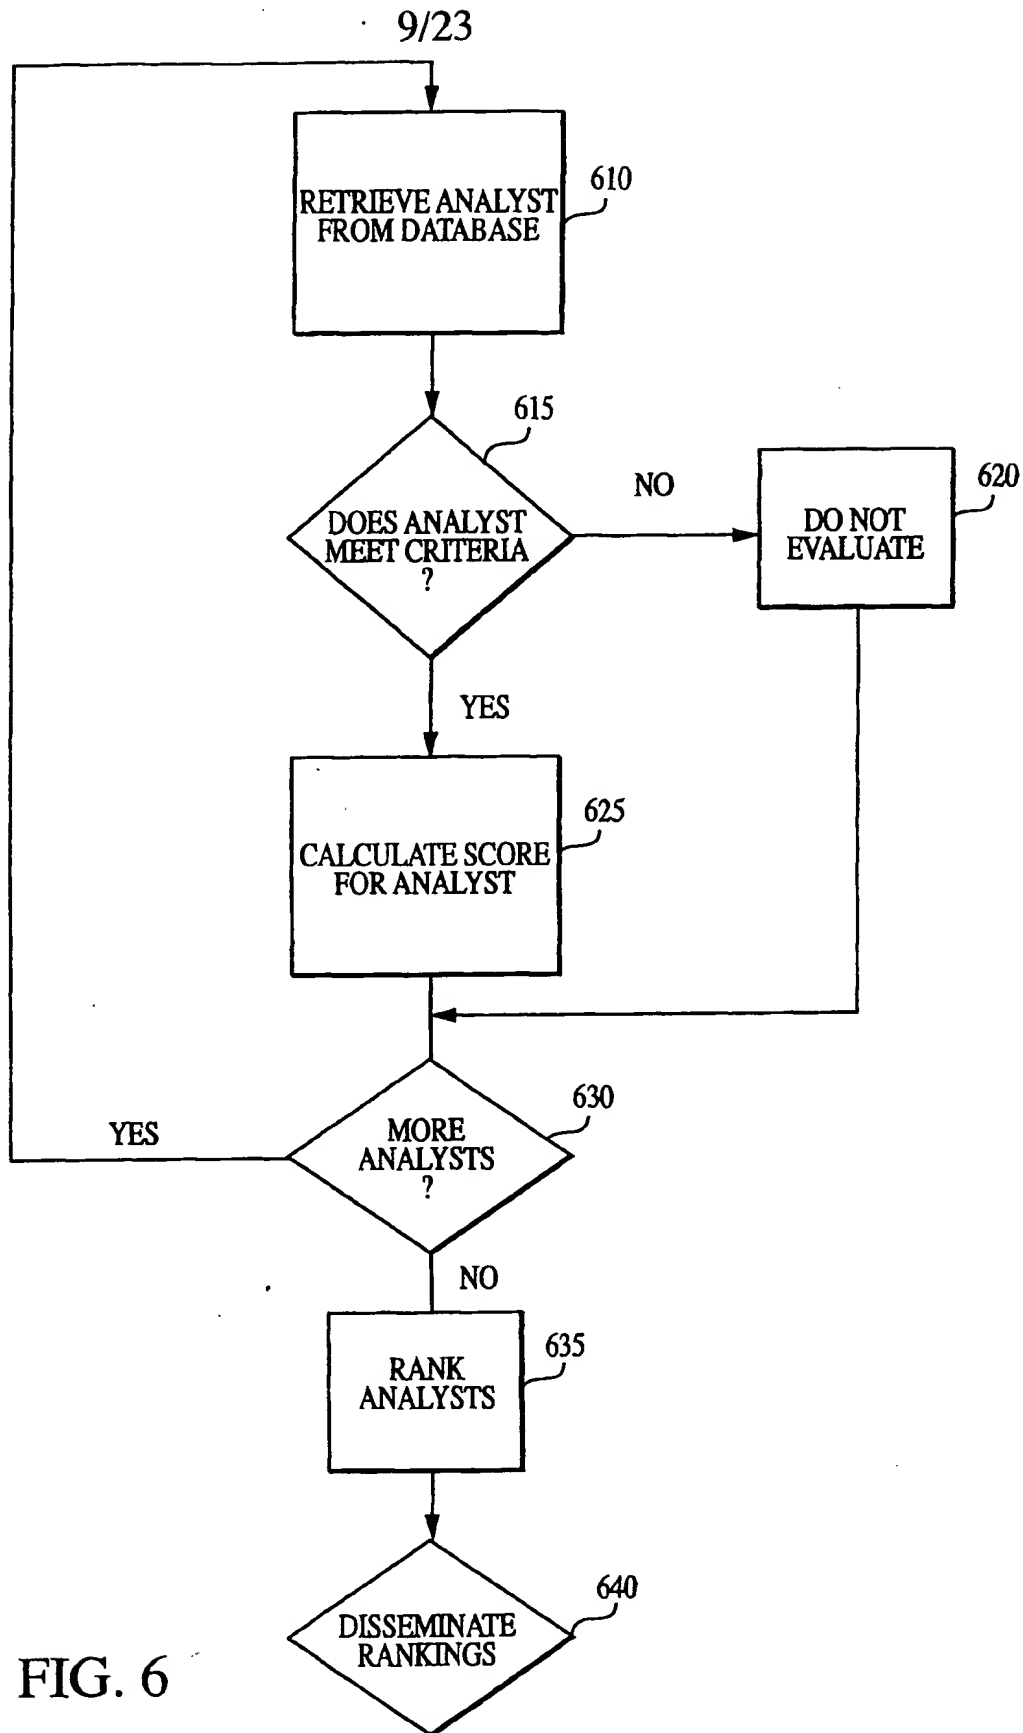 9/23
RETRIEVE ANALYST
FROM DATABASE
610
615
DOES ANALYST
MEET CRITERIA
?
NO
DO NOT
EVALUATE
620
YES
CALCULATE SCORE
FOR ANALYST
625
YES
MORE
ANALYSTS
?
630
NO
RANK
ANALYSTS
635
DISSEMINATE
RANKINGS
640
FIG. 6